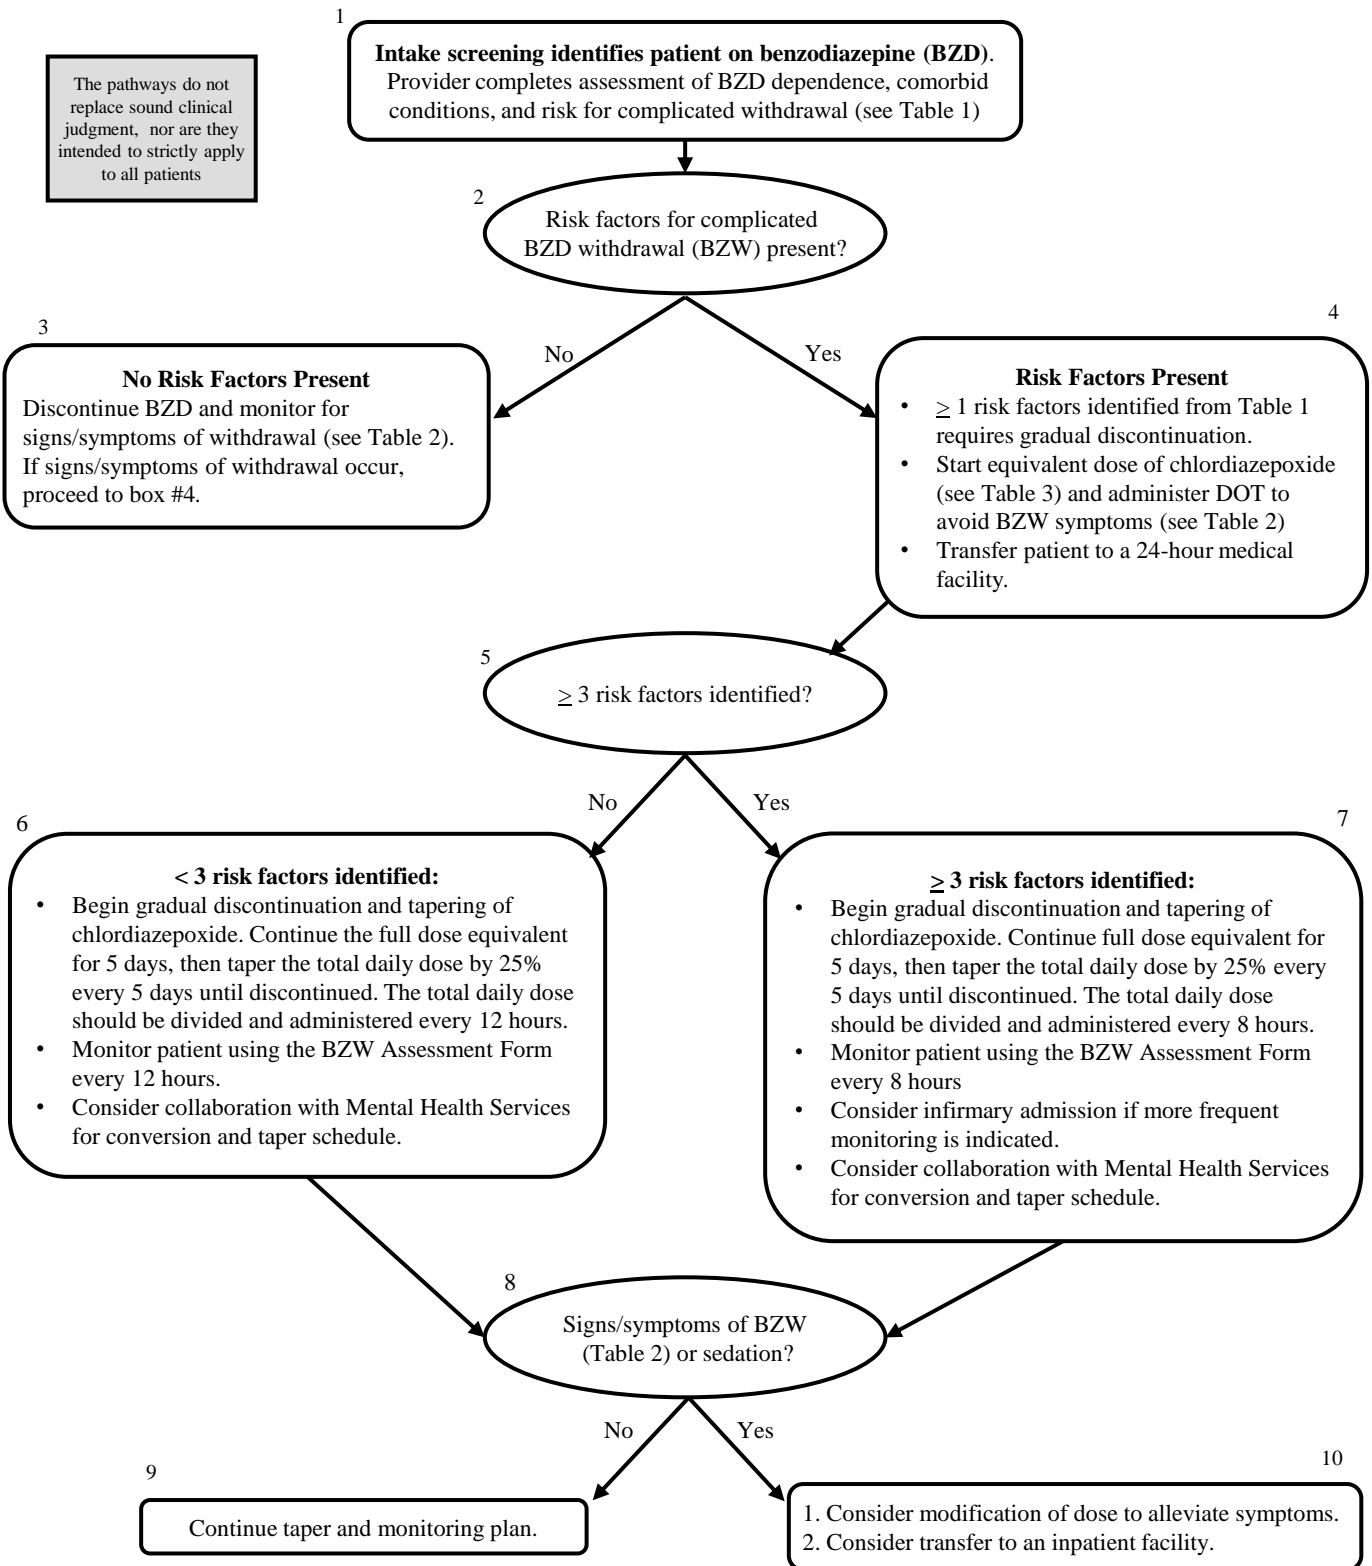 1
Intake screening identifies patient on benzodiazepine (BZD).
Provider completes assessment of BZD dependence, comorbid
conditions, and risk for complicated withdrawal (see Table 1)
The pathways do not
replace sound clinical
judgment, nor are they
intended to strictly apply
to all patients
2
Risk factors for complicated
BZD withdrawal (BZW) present?
No
Yes
3
No Risk Factors Present
Discontinue BZD and monitor for
signs/symptoms of withdrawal (see Table 2).
If signs/symptoms of withdrawal occur,
proceed to box #4.
4
Risk Factors Present
• ≥ 1 risk factors identified from Table 1
requires gradual discontinuation.
• Start equivalent dose of chlordiazepoxide
(see Table 3) and administer DOT to
avoid BZW symptoms (see Table 2)
• Transfer patient to a 24-hour medical
facility.
5
≥ 3 risk factors identified?
No
Yes
6
< 3 risk factors identified:
• Begin gradual discontinuation and tapering of
chlordiazepoxide. Continue the full dose equivalent
for 5 days, then taper the total daily dose by 25%
every 5 days until discontinued. The total daily dose
should be divided and administered every 12 hours.
• Monitor patient using the BZW Assessment Form
every 12 hours.
• Consider collaboration with Mental Health Services
for conversion and taper schedule.
7
≥ 3 risk factors identified:
• Begin gradual discontinuation and tapering of
chlordiazepoxide. Continue full dose equivalent for
5 days, then taper the total daily dose by 25% every
5 days until discontinued. The total daily dose
should be divided and administered every 8 hours.
• Monitor patient using the BZW Assessment Form
every 8 hours
• Consider infirmary admission if more frequent
monitoring is indicated.
• Consider collaboration with Mental Health Services
for conversion and taper schedule.
8
Signs/symptoms of BZW
(Table 2) or sedation?
No
Yes
9
Continue taper and monitoring plan.
10
1. Consider modification of dose to alleviate symptoms.
2. Consider transfer to an inpatient facility.